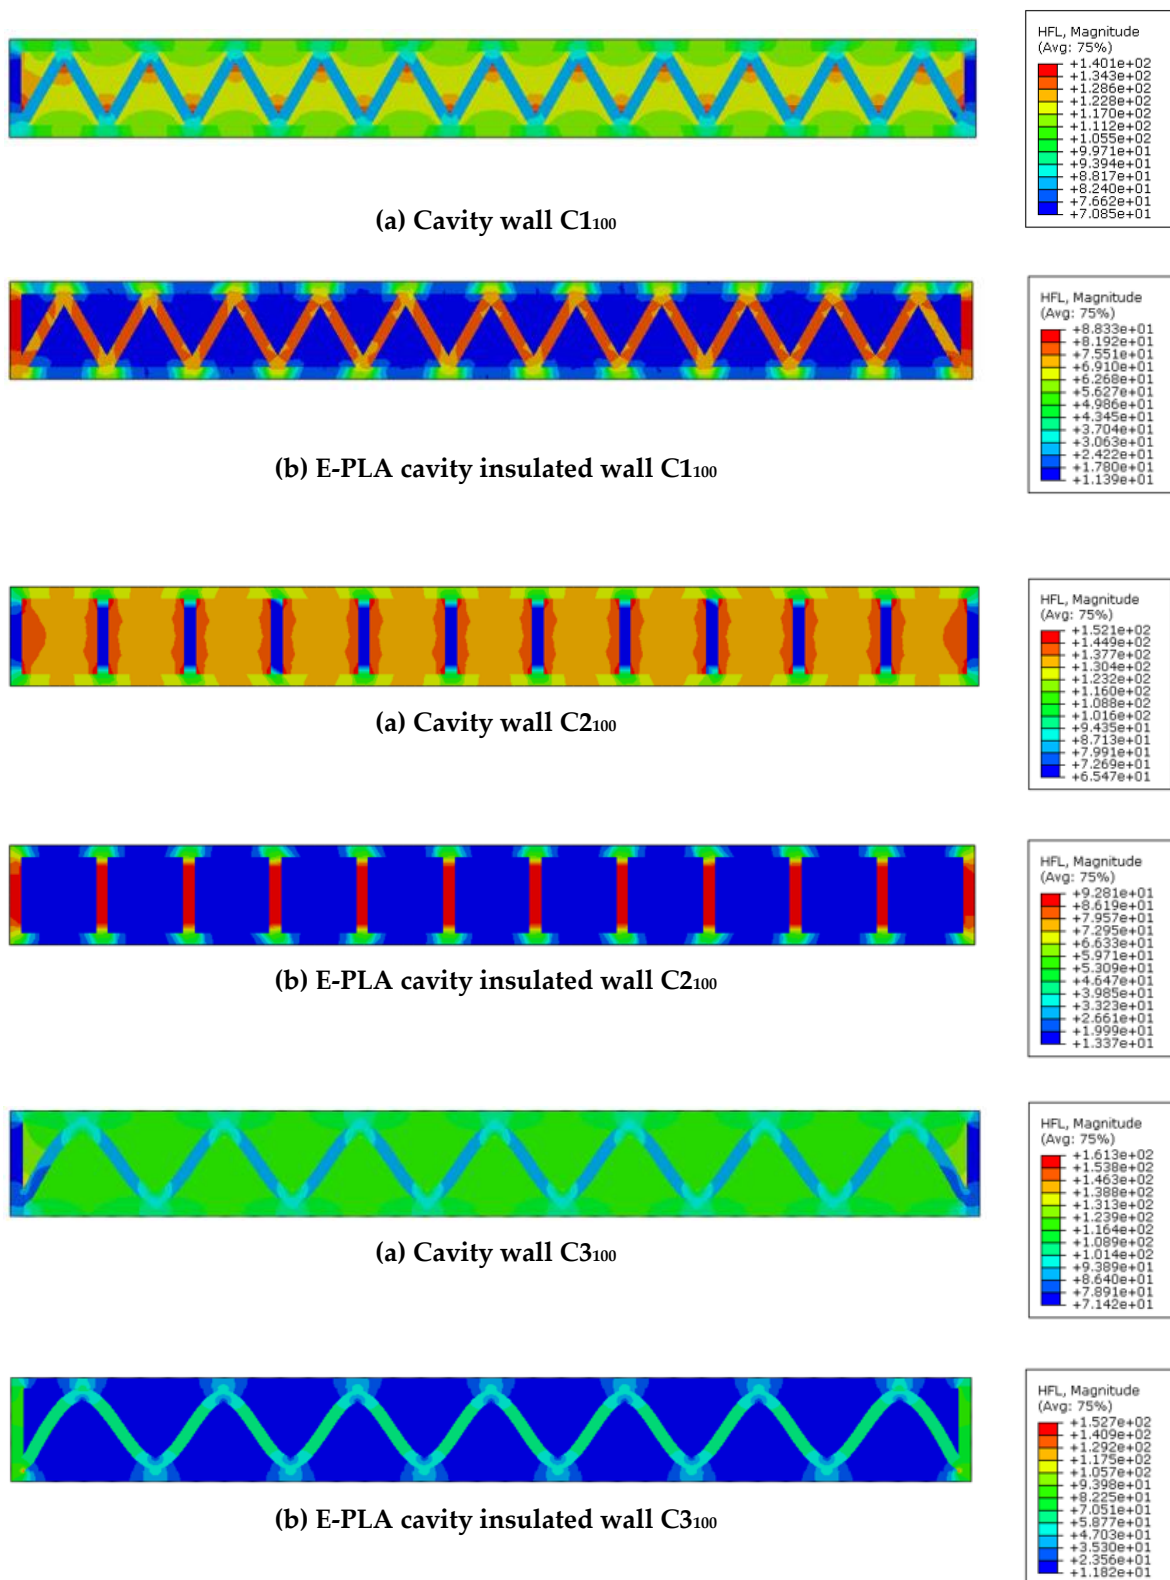 HFL, Magnitude
(Avg: 75%)
+1.401e+02
+1.343e+02
+1.286e+02
+1.228e+02
+1.170e+02
+1.112e+02
+1.055e+02
+9.971e+01
+9.394e+01
+8.817e+01
+8.240e+01
+7.662e+01
+7.085e+01
(a) Cavity wall C1100
HFL, Magnitude
(Avg: 75%)
+8.833e+01
+8.192e+01
+7.551e+01
+6.910e+01
+6.268e+01
+5.627e+01
+4.986e+01
+4.345e+01
+3.704e+01
+3.063e+01
+2.422e+01
+1.780e+01
+1.139e+01
(b) E-PLA cavity insulated wall C1100
HFL, Magnitude
(Avg: 75%)
+1.521e+02
+1.449e+02
+1.377e+02
+1.304e+02
+1.232e+02
+1.160e+02
+1.088e+02
+1.016e+02
+9.435e+01
+8.713e+01
+7.991e+01
+7.269e+01
+6.547e+01
(a) Cavity wall C2100
HFL, Magnitude
(Avg: 75%)
+9.281e+01
+8.619e+01
+7.957e+01
+7.295e+01
+6.633e+01
+5.971e+01
+5.309e+01
+4.647e+01
+3.985e+01
+3.323e+01
+2.661e+01
+1.999e+01
+1.337e+01
(b) E-PLA cavity insulated wall C2100
HFL, Magnitude
(Avg: 75%)
+1.613e+02
+1.538e+02
+1.463e+02
+1.388e+02
+1.313e+02
+1.239e+02
+1.164e+02
+1.089e+02
+1.014e+02
+9.389e+01
+8.640e+01
+7.891e+01
+7.142e+01
(a) Cavity wall C3100
HFL, Magnitude
(Avg: 75%)
+1.527e+02
+1.409e+02
+1.292e+02
+1.175e+02
+1.057e+02
+9.398e+01
+8.225e+01
+7.051e+01
+5.877e+01
+4.703e+01
+3.530e+01
+2.356e+01
+1.182e+01
(b) E-PLA cavity insulated wall C3100